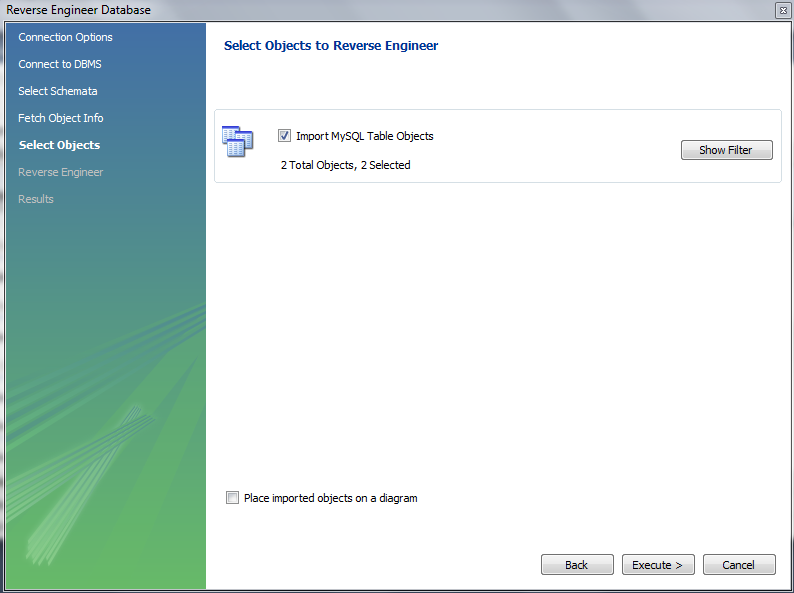 Reverse Engineer Database
Connection Options
Connect to DBMS
Select Schemata
Fetch Object Info
Select Objects
Reverse Engineer
Results
Select Objects to Reverse Engineer
Import MySQL Table Objects
2 Total Objects, 2 Selected
Show Filter
Place imported objects on a diagram
Back
Execute >
Cancel